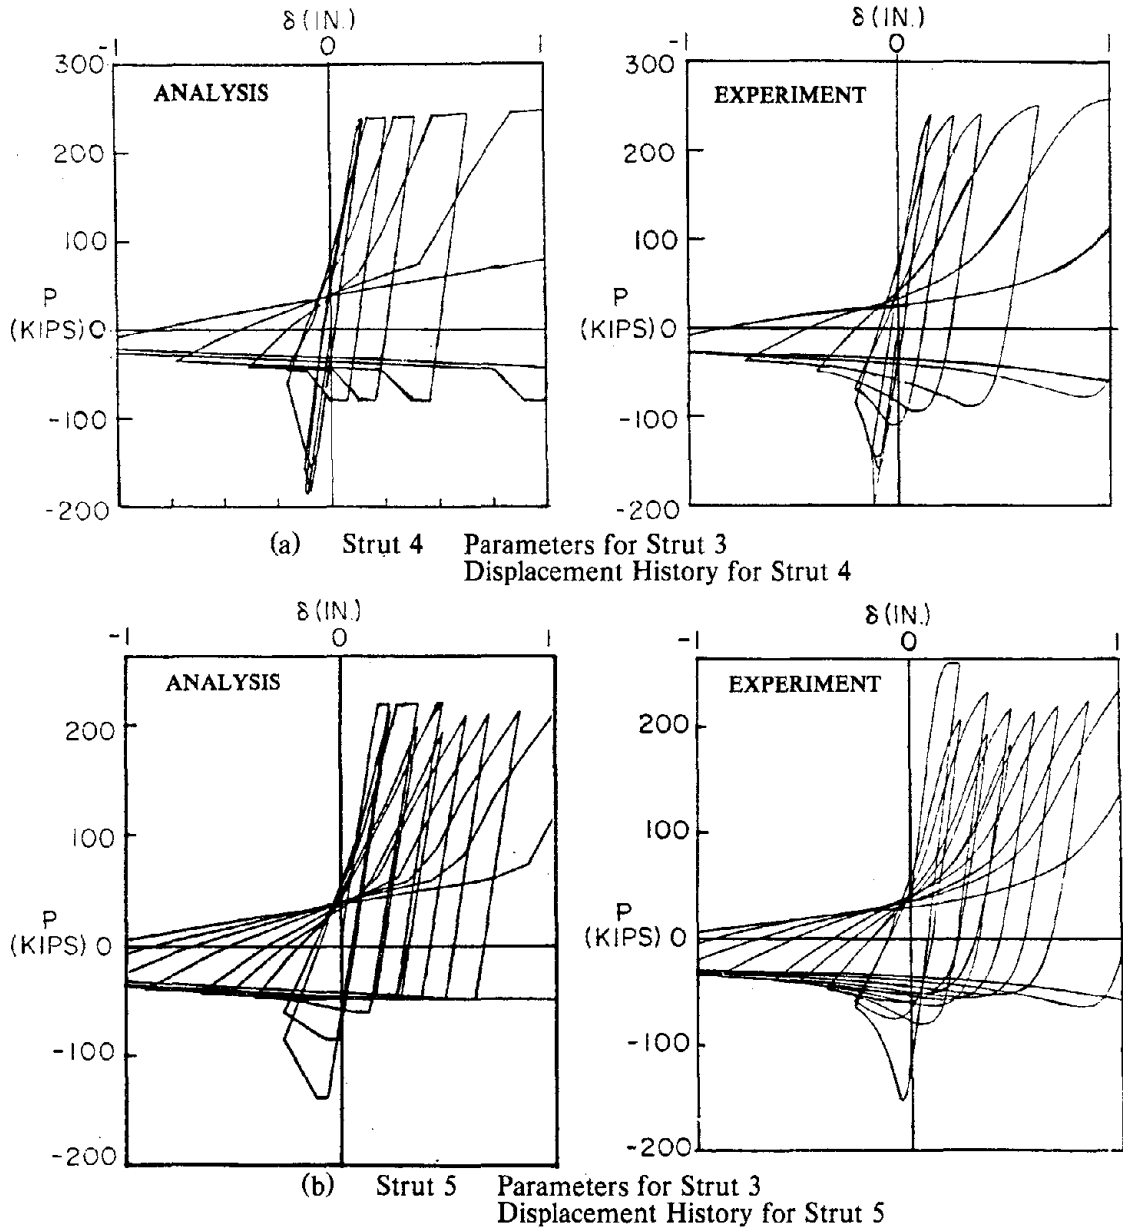 δ (IN.)
-1 0 1
300
ANALYSIS
200
100
P
(KIPS) 0
-100
-200
δ (IN.)
-1 0 1
300
EXPERIMENT
200
100
P
(KIPS) 0
-100
-200
(a) Strut 4 Parameters for Strut 3
Displacement History for Strut 4
δ (IN.)
-1 0 1
ANALYSIS
200
100
P
(KIPS) 0
-100
-200
δ (IN.)
-1 0 1
EXPERIMENT
200
100
P
(KIPS) 0
-100
-200
(b) Strut 5 Parameters for Strut 3
Displacement History for Strut 5